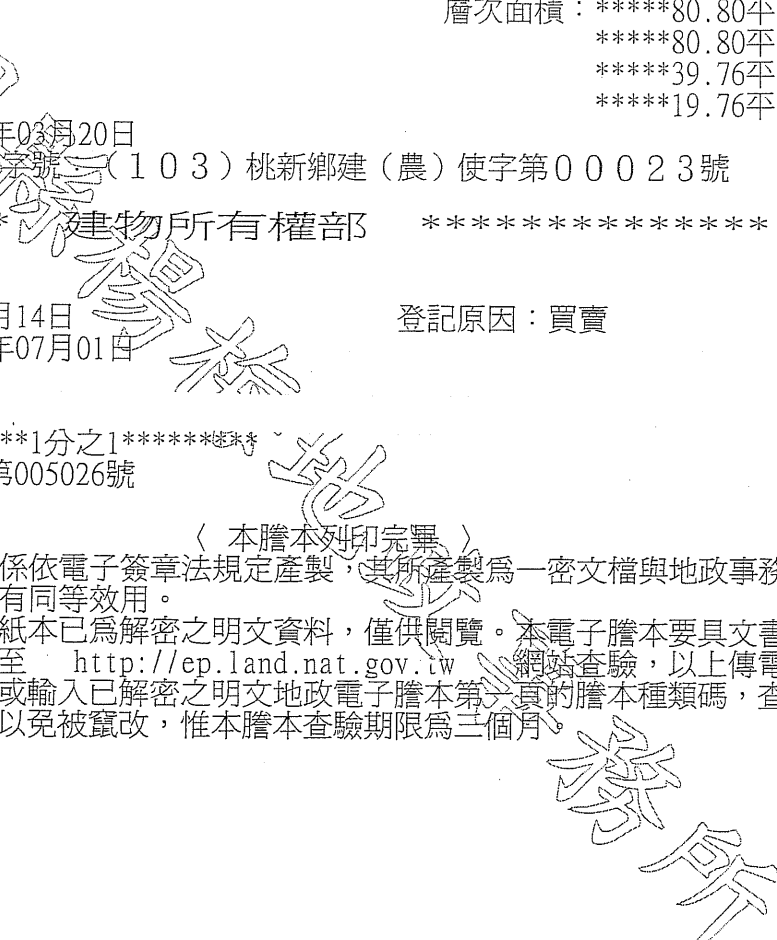 層次面積：*****80.80平
*****80.80平
*****39.76平
*****19.76平
年03月20日
字號：（１０３）桃新鄉建（農）使字第０００２３號
* 建物所有權部 **************
月14日 登記原因：買賣
年07月01日
**1分之1*********
第005026號
〈 本謄本列印完畢 〉
係依電子簽章法規定產製，其所產製為一密文檔與地政事務
有同等效用。
紙本已為解密之明文資料，僅供閱覽。本電子謄本要具文書
至 http://ep.land.nat.gov.tw 網站查驗，以上傳電
或輸入已解密之明文地政電子謄本第一頁的謄本種類碼，查
以免被竄改，惟本謄本查驗期限為三個月。
楊梅地政事務所